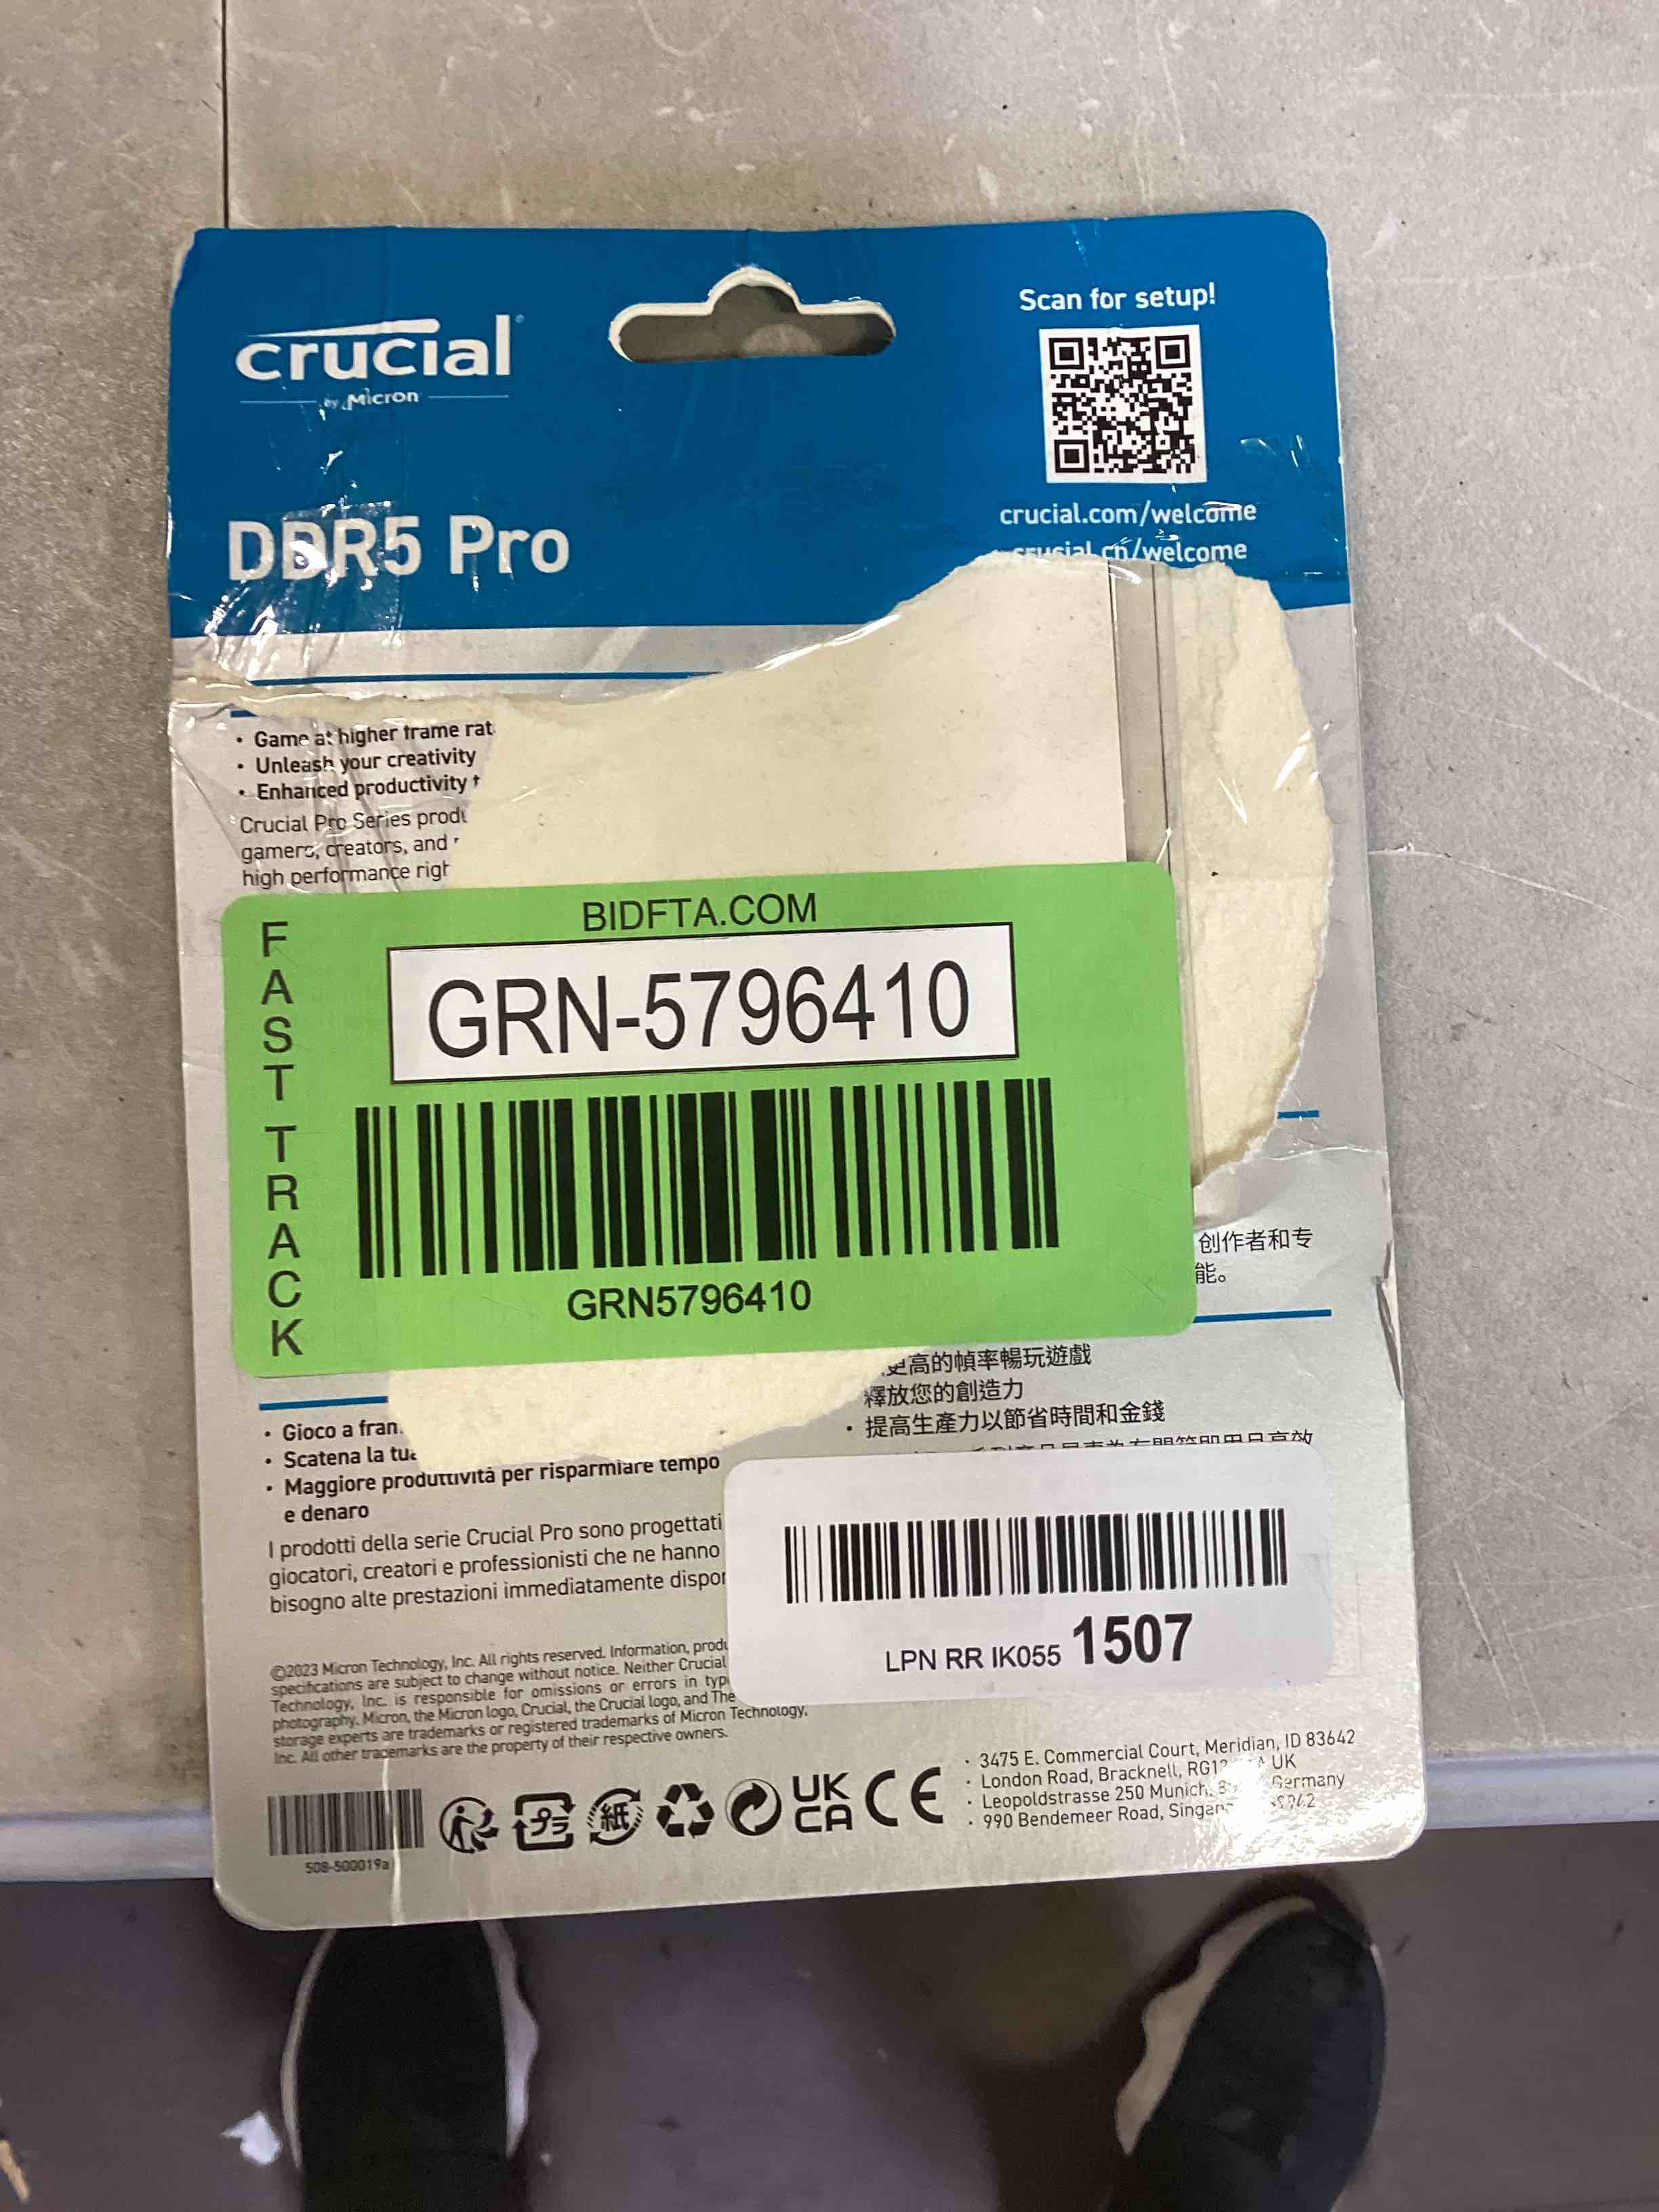 crucial
by Micron
Scan for setup!
crucial.com/welcome
crucial.cn/welcome
DDR5 Pro
• Game at higher frame rat
• Unleash your creativity
• Enhanced productivity
Crucial Pro Series produ
gamers, creators, and
high performance righ
FAST TRACK
BIDFTA.COM
GRN-5796410
GRN5796410
创作者和专
能。
更高的幀率暢玩遊戲
釋放您的創造力
• 提高生產力以節省時間和金錢
• Gioco a fran
• Scatena la tua
• Maggiore produttività per risparmiare tempo
e denaro
I prodotti della serie Crucial Pro sono progettati
giocatori, creatori e professionisti che ne hanno
bisogno alte prestazioni immediatamente dispon
LPN RR IK055 1507
©2023 Micron Technology, Inc. All rights reserved. Information, produ
specifications are subject to change without notice. Neither Crucial
Technology, Inc. is responsible for omissions or errors in typ
photography. Micron, the Micron logo, Crucial, the Crucial logo, and The
storage experts are trademarks or registered trademarks of Micron Technology,
Inc. All other trademarks are the property of their respective owners.
508-500019a
プラ
紙
UK
CA
CE
• 3475 E. Commercial Court, Meridian, ID 83642
• London Road, Bracknell, UK
• Leopoldstrasse 250 Munich, Germany
• 990 Bendemeer Road,